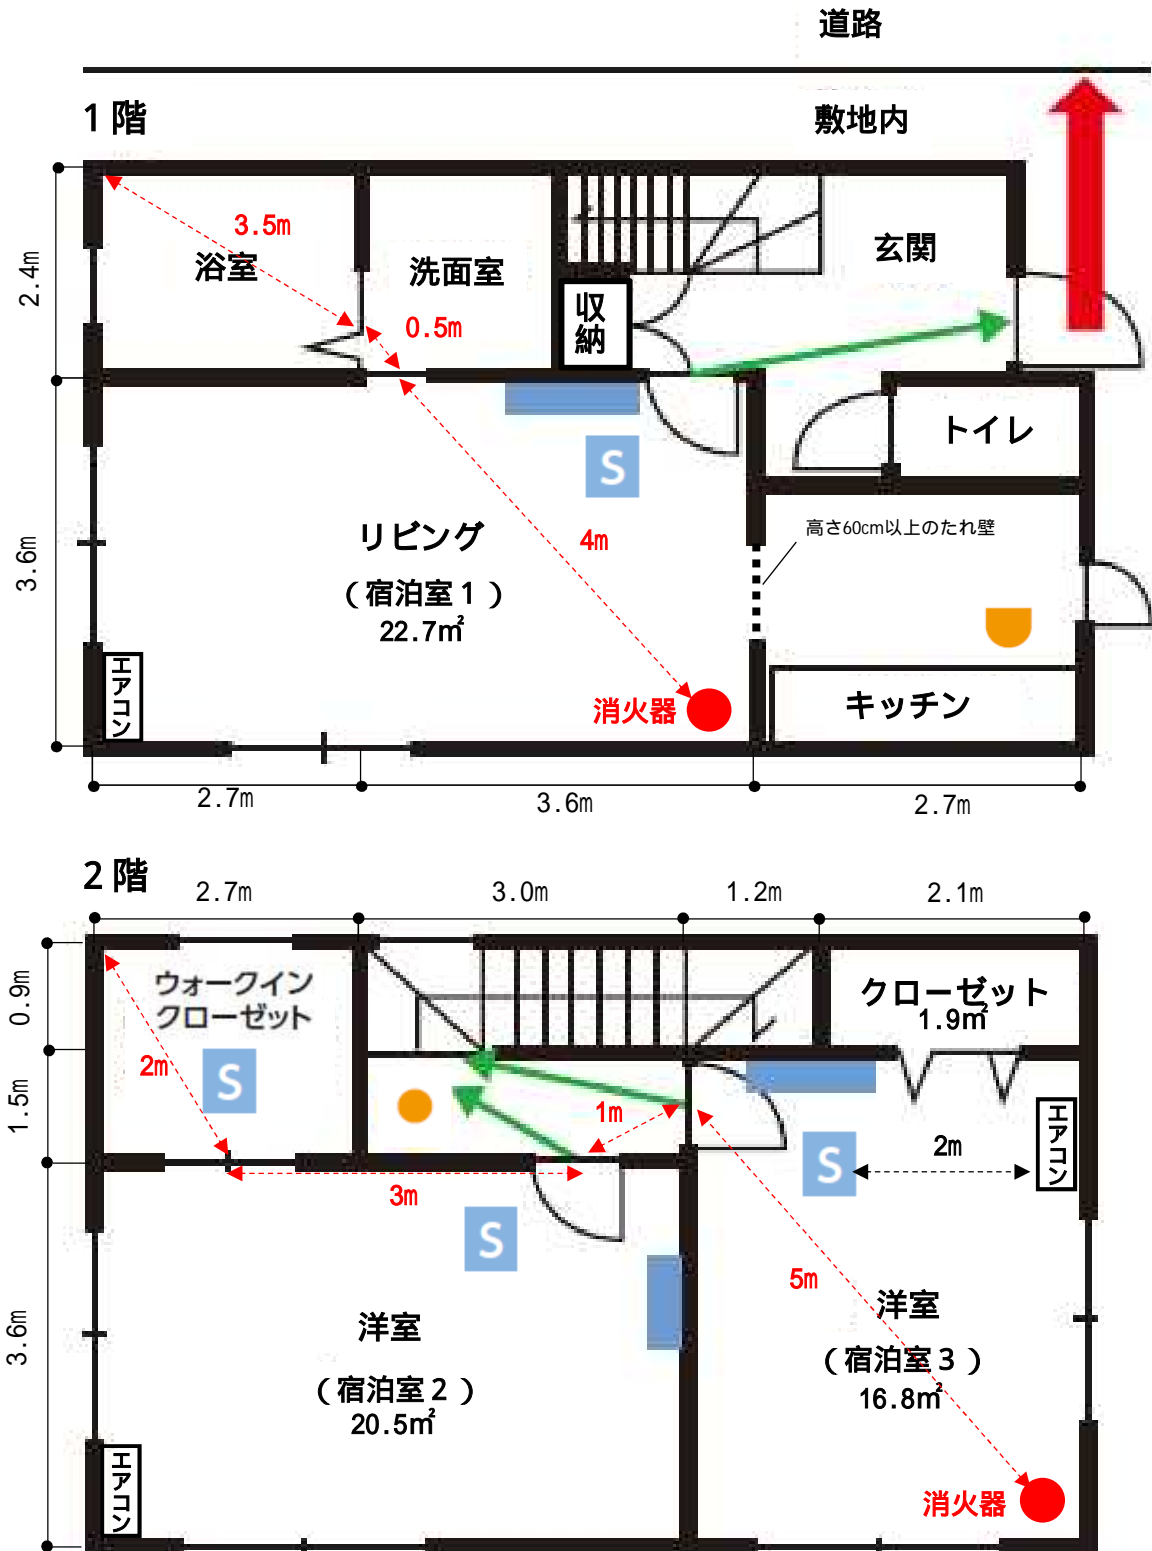 道路
1階
敷地内
2.4m
3.5m
浴室
洗面室
0.5m
収
納
玄関
トイレ
S
リビング
(宿泊室1)
22.7㎡
4m
高さ60cm以上のたれ壁
3.6m
エアコン
消火器
キッチン
2.7m
3.6m
2.7m
2階
2.7m
3.0m
1.2m
2.1m
0.9m
ウォークイン
クローゼット
クローゼット
1.9㎡
2m
S
1.5m
1m
エアコン
S
2m
3m
S
5m
3.6m
洋室
(宿泊室2)
20.5㎡
洋室
(宿泊室3)
16.8㎡
エアコン
消火器